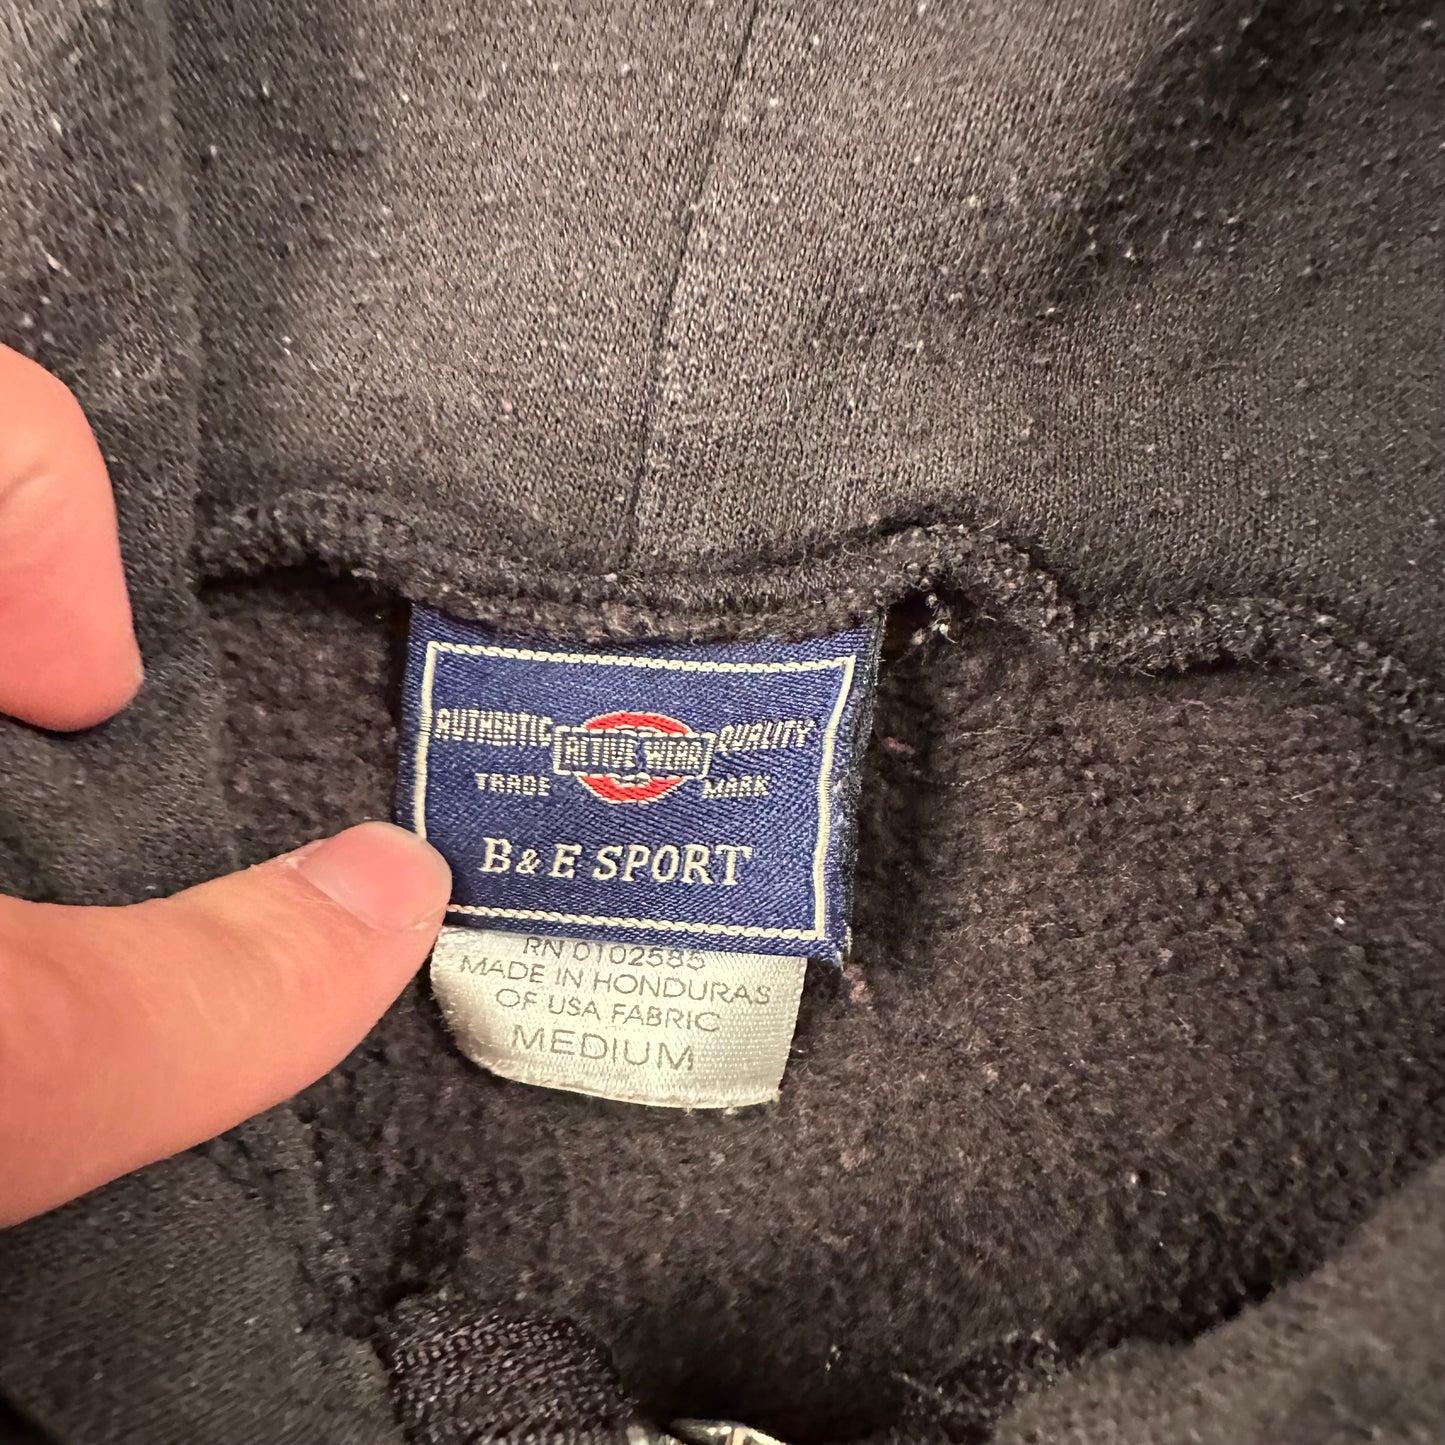 AUTHENTIC ACTIVE WEAR QUALITY
TRADE MARK
B & E SPORT
RN 0102585
MADE IN HONDURAS
OF USA FABRIC
MEDIUM